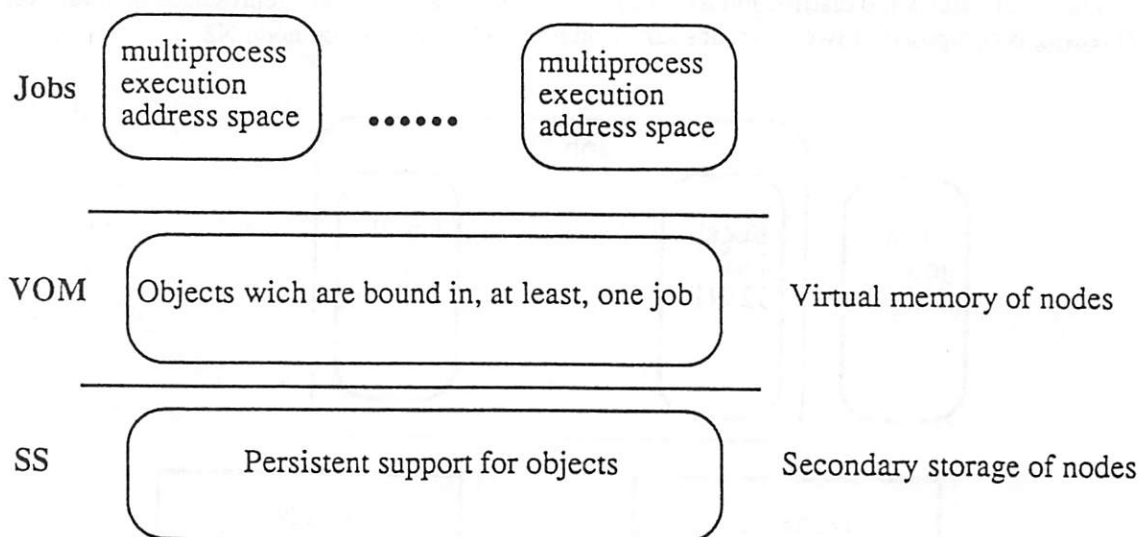 Jobs
multiprocess
execution
address space
......
multiprocess
execution
address space
VOM
Objects wich are bound in, at least, one job
Virtual memory of nodes
SS
Persistent support for objects
Secondary storage of nodes